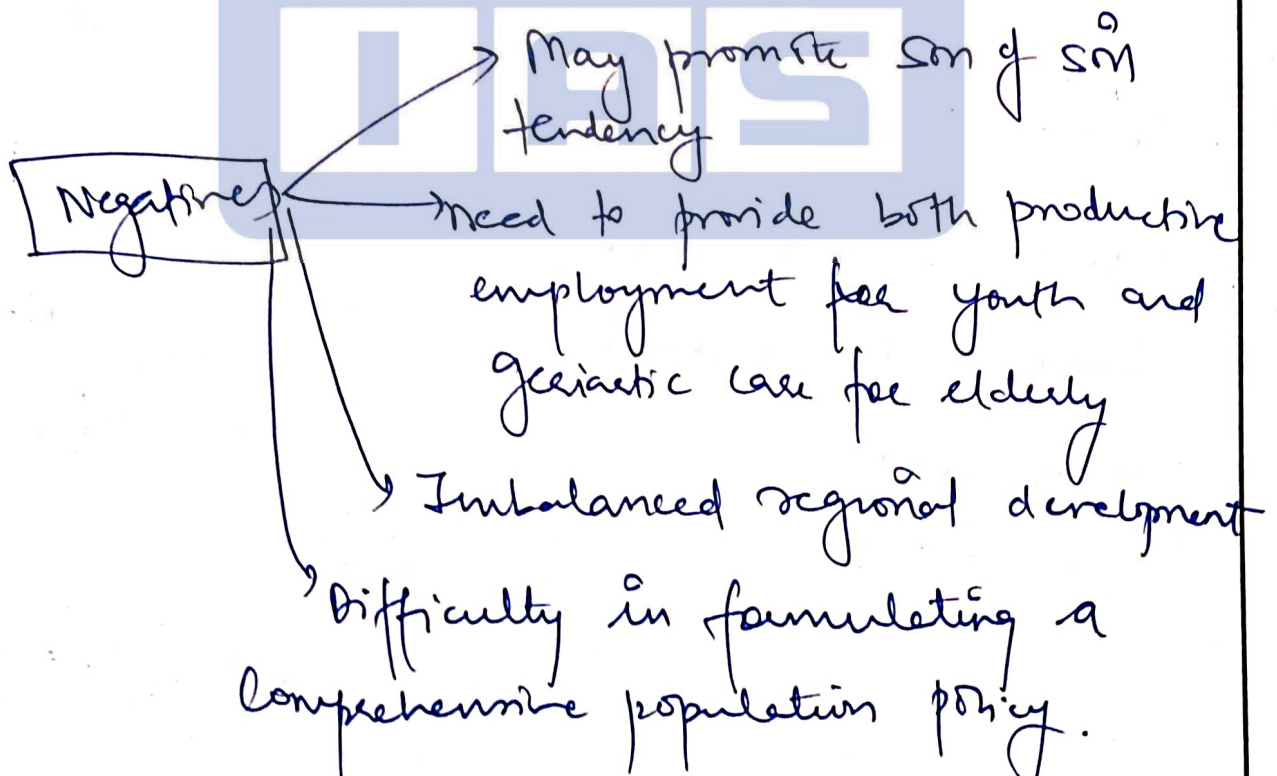 IAS
May promote son of soil
tendency
Negatives
need to provide both productive
employment for youth and
geriatric care for elderly
Imbalanced regional development
Difficulty in formulating a
Comprehensive population policy.